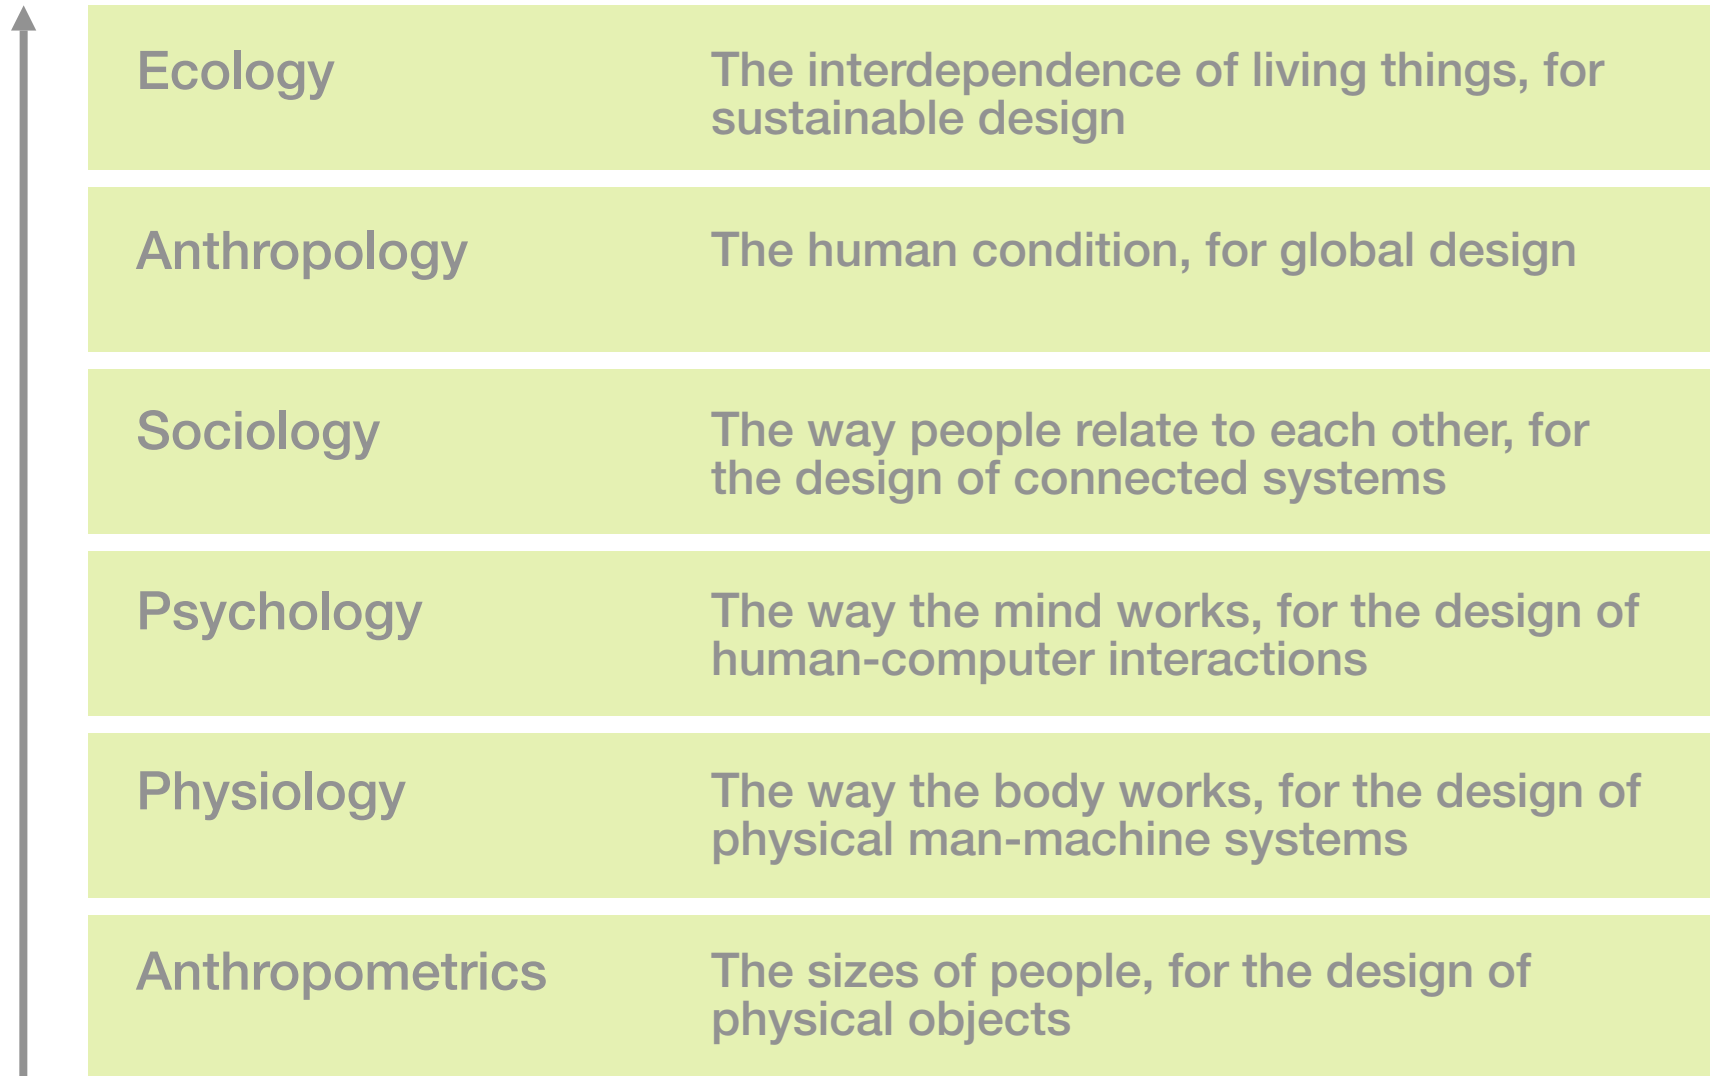 Ecology
The interdependence of living things, for
sustainable design
Anthropology
The human condition, for global design
Sociology
The way people relate to each other, for
the design of connected systems
Psychology
The way the mind works, for the design of
human-computer interactions
Physiology
The way the body works, for the design of
physical man-machine systems
Anthropometrics
The sizes of people, for the design of
physical objects